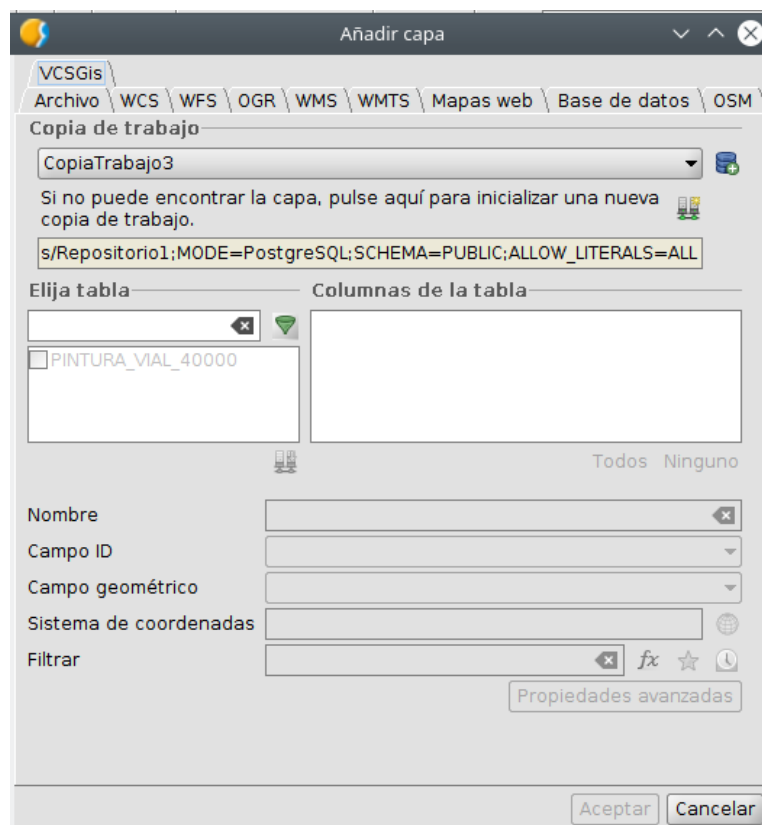 Añadir capa
VCSGis
Archivo WCS WFS OGR WMS WMTS Mapas web Base de datos OSM
Copia de trabajo
CopiaTrabajo3
Si no puede encontrar la capa, pulse aquí para inicializar una nueva
copia de trabajo.
s/Repositorio1;MODE=PostgreSQL;SCHEMA=PUBLIC;ALLOW_LITERALS=ALL
Elija tabla Columnas de la tabla
PINTURA_VIAL_40000
Todos Ninguno
Nombre
Campo ID
Campo geométrico
Sistema de coordenadas
Filtrar fx
Propiedades avanzadas
Aceptar Cancelar